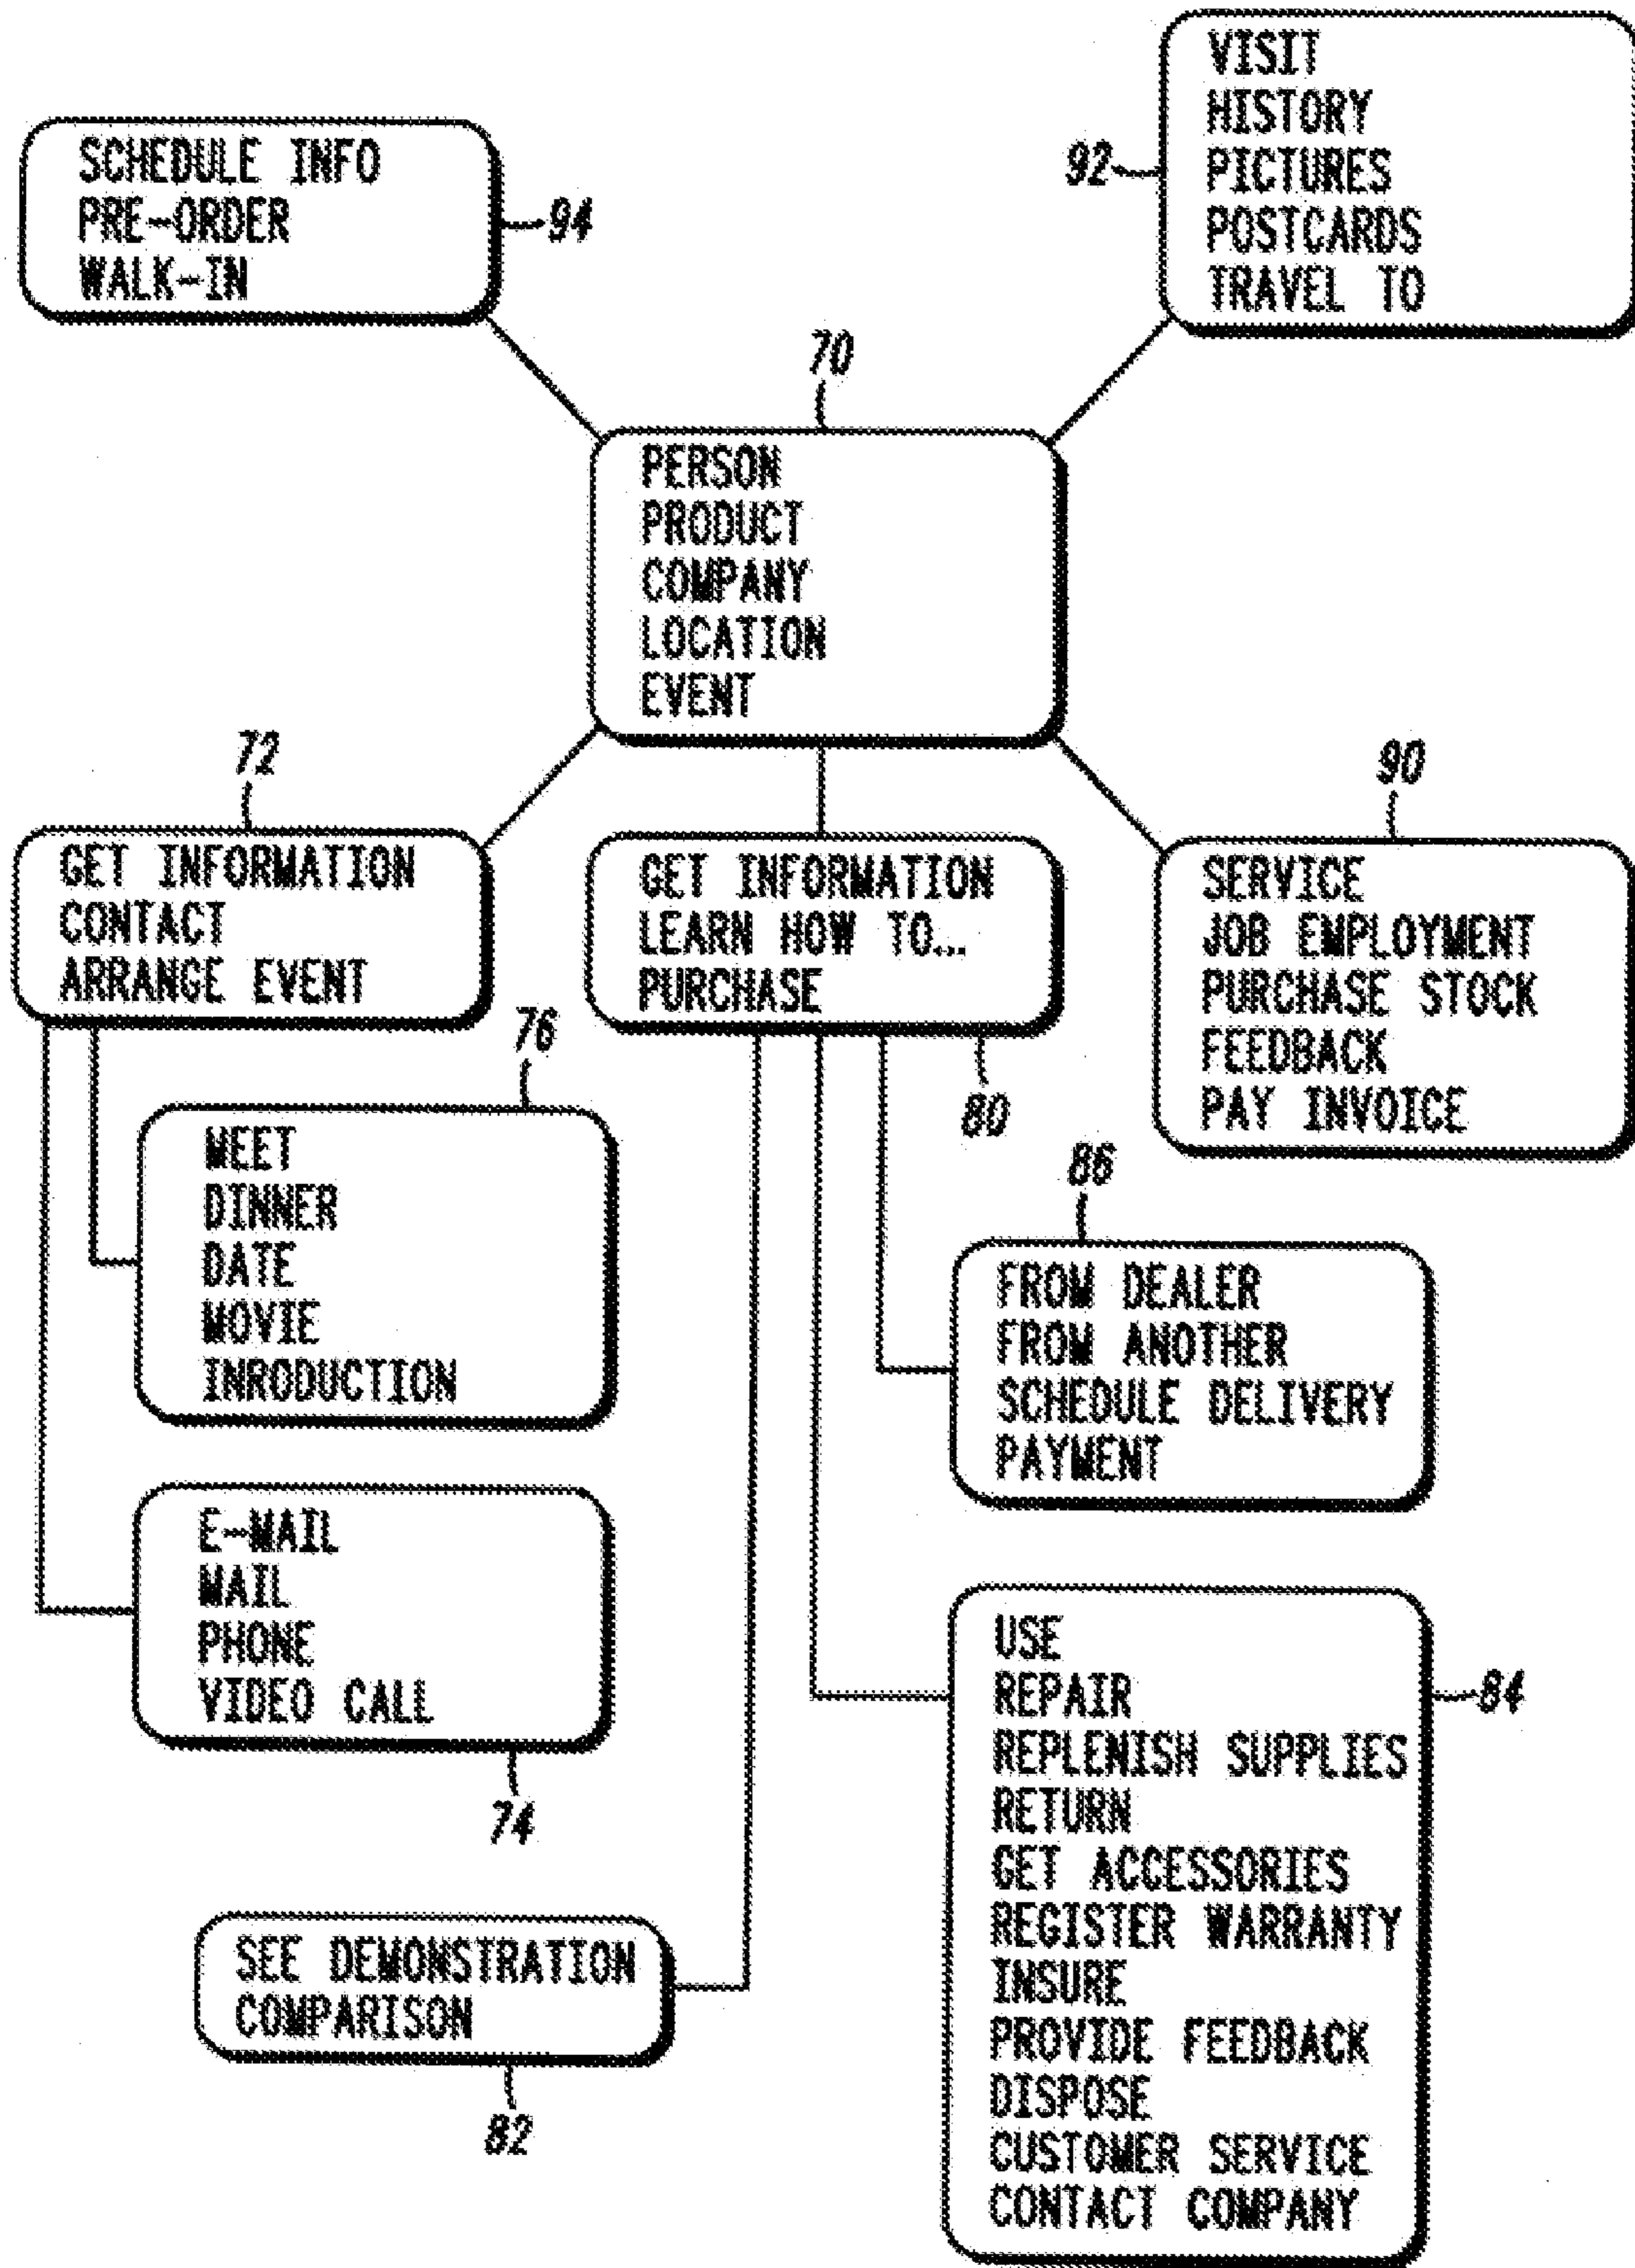 VISIT
HISTORY
PICTURES
POSTCARDS
TRAVEL TO
92
SCHEDULE INFO
PRE-ORDER
WALK-IN
94
70
PERSON
PRODUCT
COMPANY
LOCATION
EVENT
72
GET INFORMATION
CONTACT
ARRANGE EVENT
GET INFORMATION
LEARN HOW TO...
PURCHASE
80
90
SERVICE
JOB EMPLOYMENT
PURCHASE STOCK
FEEDBACK
PAY INVOICE
76
MEET
DINNER
DATE
MOVIE
INRODUCTION
86
FROM DEALER
FROM ANOTHER
SCHEDULE DELIVERY
PAYMENT
E-MAIL
MAIL
PHONE
VIDEO CALL
74
USE
REPAIR
REPLENISH SUPPLIES
RETURN
GET ACCESSORIES
REGISTER WARRANTY
INSURE
PROVIDE FEEDBACK
DISPOSE
CUSTOMER SERVICE
CONTACT COMPANY
84
SEE DEMONSTRATION
COMPARISON
82